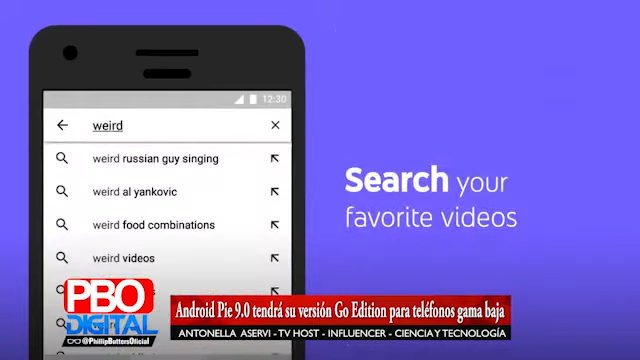 12:30
weird
weird russian guy singing
weird al yankovic
weird food combinations
weird videos
Search your
favorite videos
PBO
DIGITAL
@PhillipButtersOficial
Android Pie 9.0 tendrá su versión Go Edition para teléfonos gama baja
ANTONELLA ASERVI - TV HOST - INFLUENCER - CIENCIA Y TECNOLOGÍA